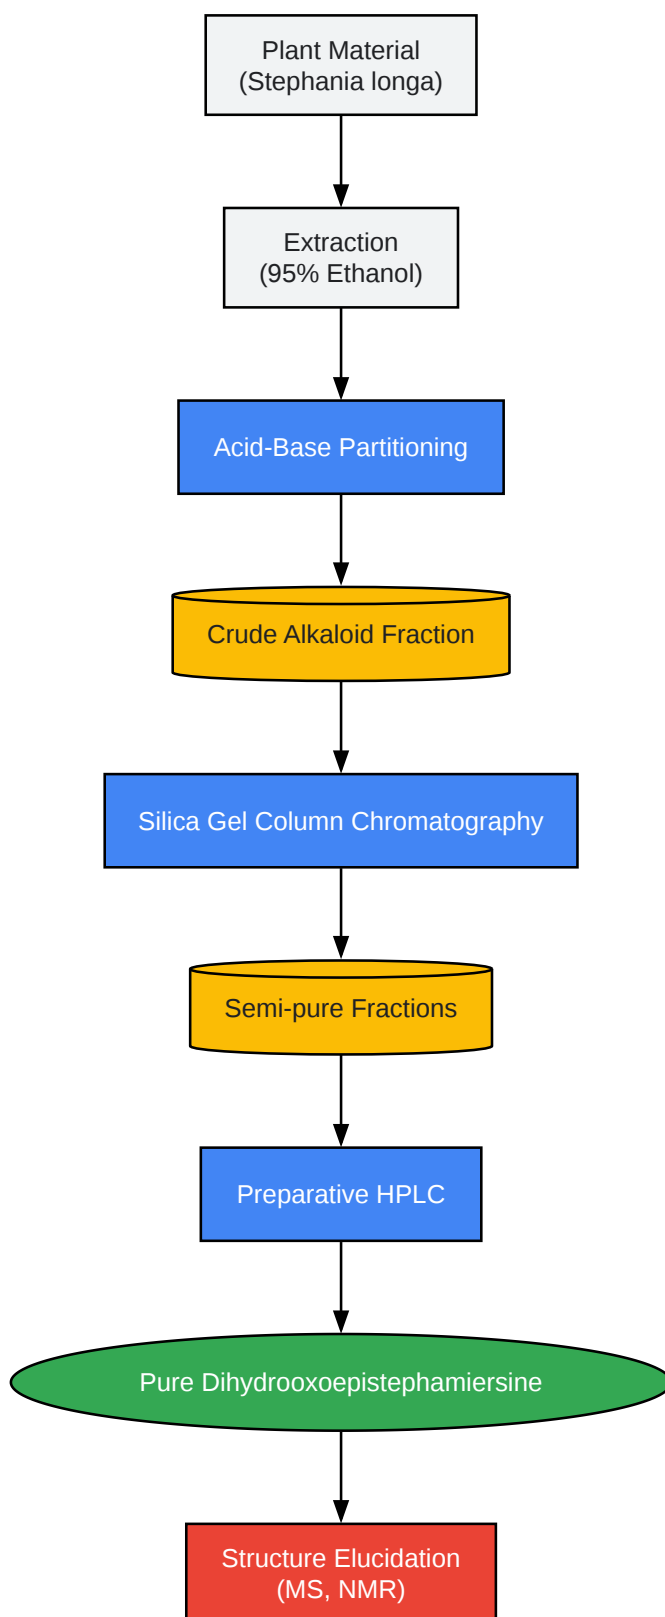 Plant Material
(Stephania longa)
Extraction
(95% Ethanol)
Acid-Base Partitioning
Crude Alkaloid Fraction
Silica Gel Column Chromatography
Semi-pure Fractions
Preparative HPLC
Pure Dihydrooxoepistephamiersine
Structure Elucidation
(MS, NMR)